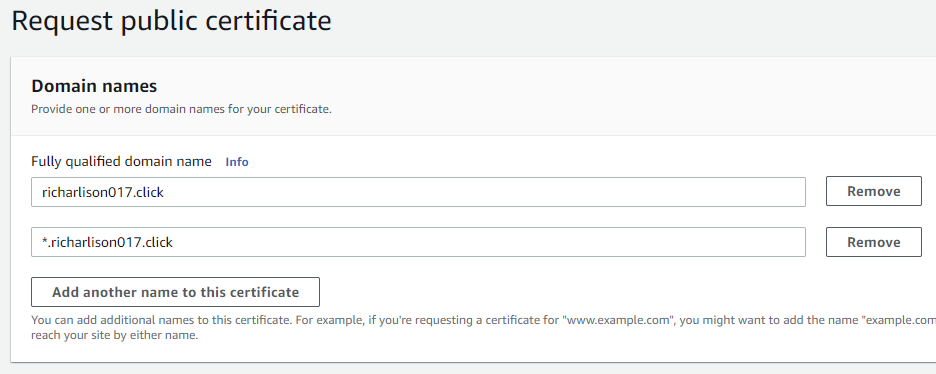 Request public certificate
Domain names
Provide one or more domain names for your certificate.
Fully qualified domain name Info
richarlison017.click Remove
*.richarlison017.click Remove
Add another name to this certificate
You can add additional names to this certificate. For example, if you're requesting a certificate for "www.example.com", you might want to add the name "example.com
reach your site by either name.